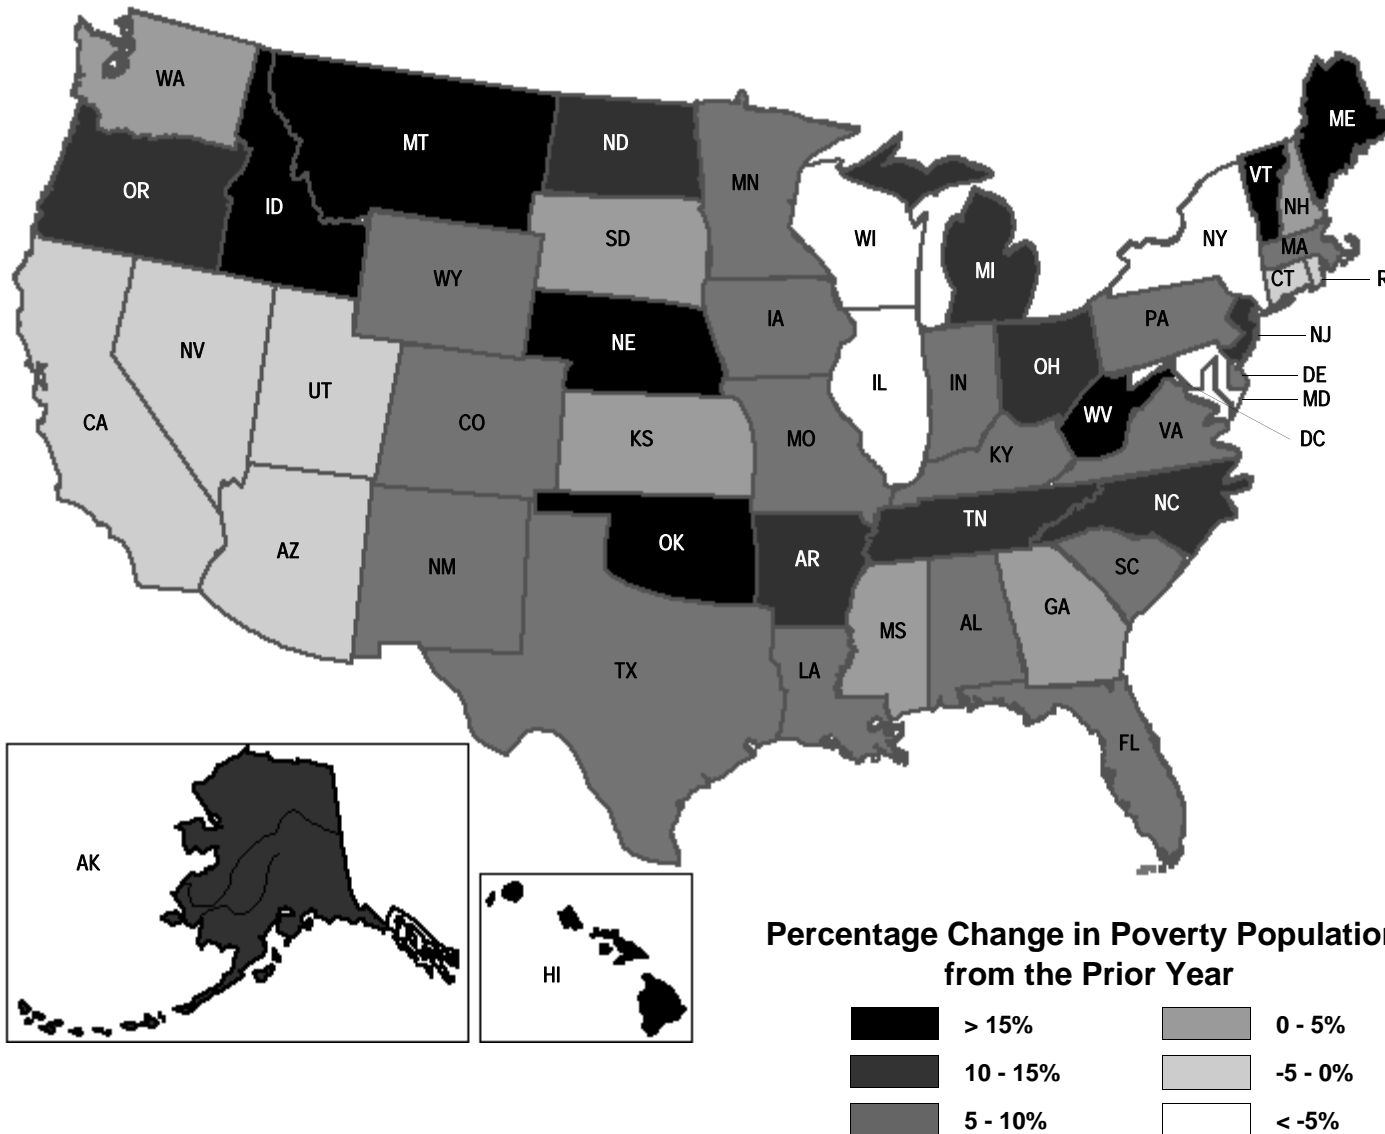 WA
ME
MT
ND
VT
MN
OR
ID
NH
SD
WI
NY
MA
MI
WY
CT
R
IA
PA
NJ
NE
NV
OH
DE
UT
IL
IN
MD
WV
CA
CO
KS
MO
VA
DC
KY
NC
TN
OK
AZ
AR
NM
SC
GA
MS
AL
TX
LA
FL
AK
HI
Percentage Change in Poverty Population
from the Prior Year
> 15%
0 - 5%
10 - 15%
-5 - 0%
5 - 10%
< -5%